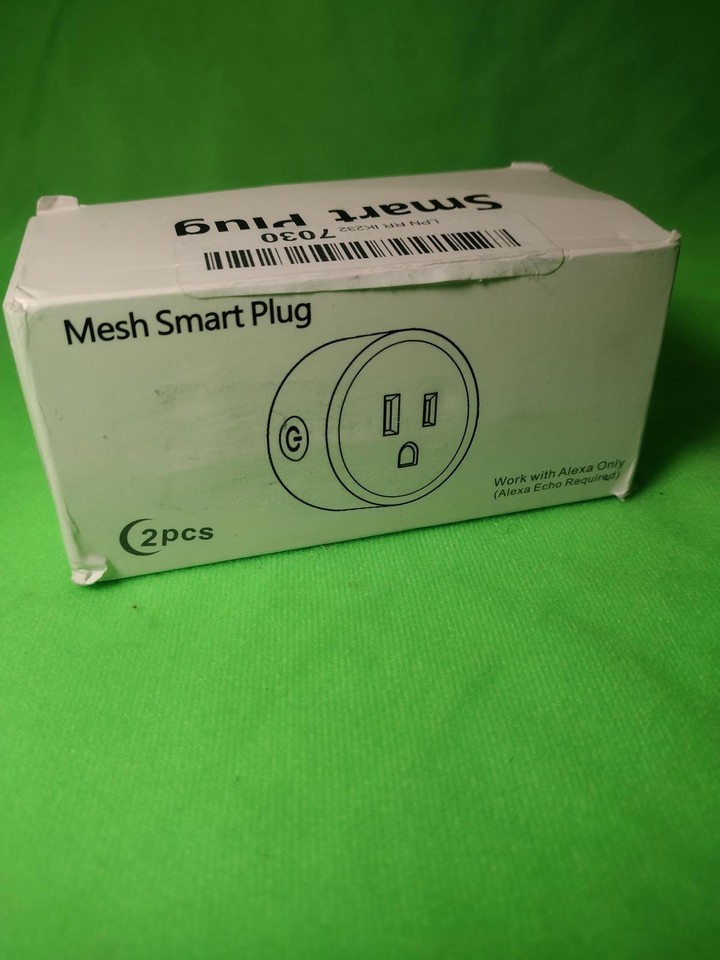 Smart Plug
LPN RR IK232 7030
Mesh Smart Plug
Work with Alexa Only
(Alexa Echo Required)
2pcs